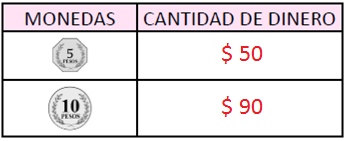 MONEDAS CANTIDAD DE DINERO
5 PESOS $ 50
10 PESOS $ 90